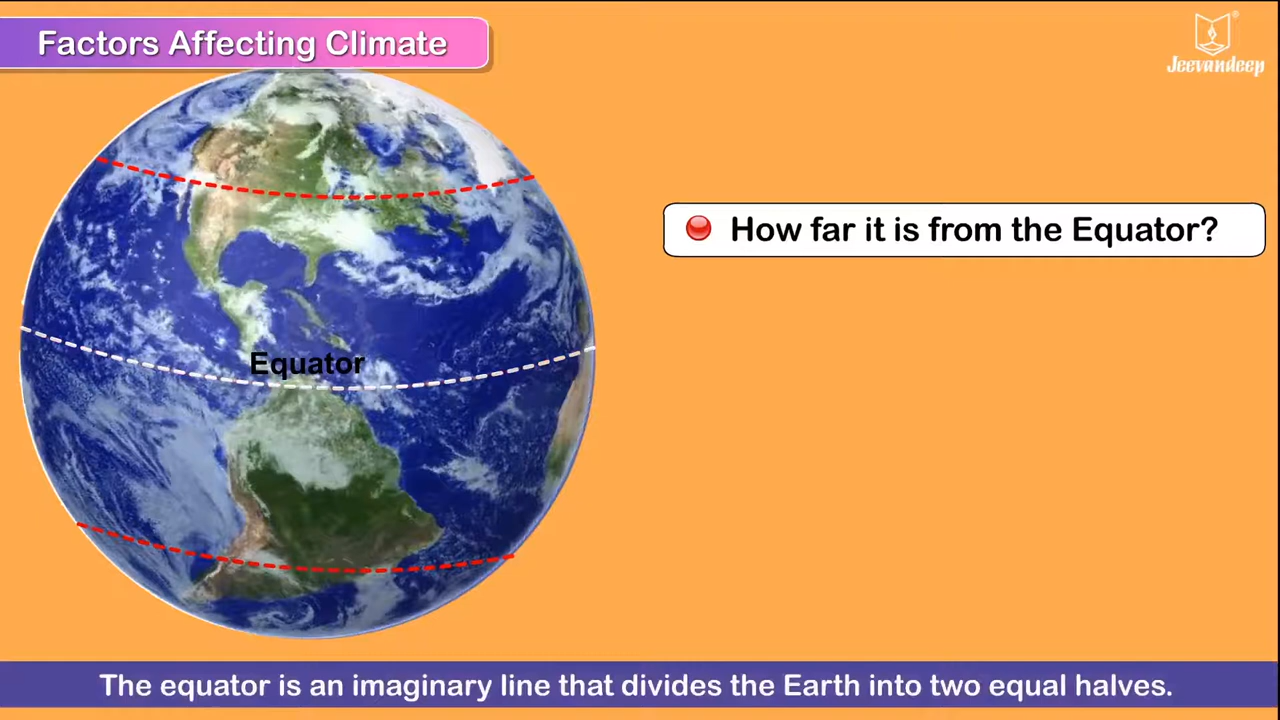 Factors Affecting Climate
Jeevandeep
How far it is from the Equator?
Equator
The equator is an imaginary line that divides the Earth into two equal halves.